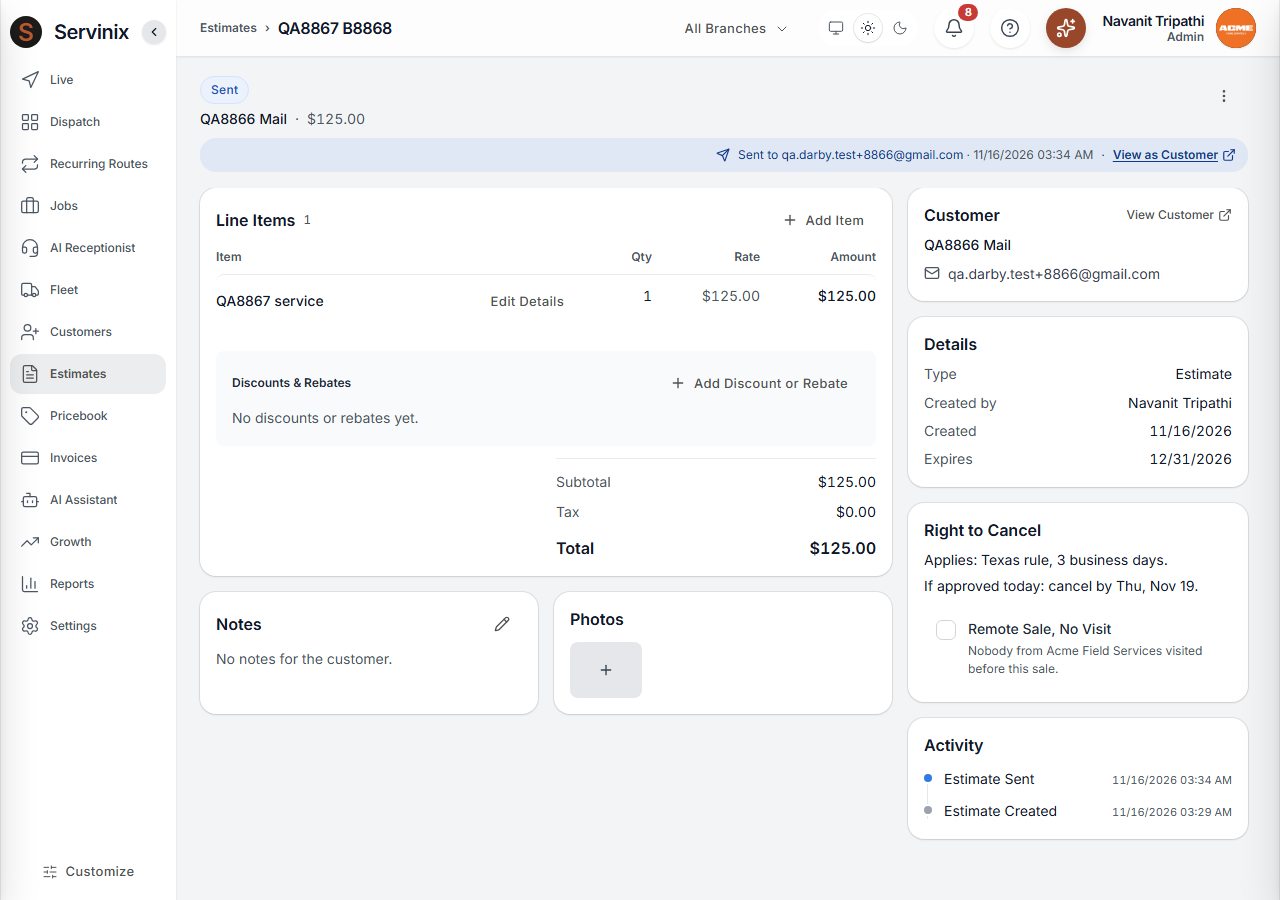 S Servinix
Live
Dispatch
Recurring Routes
Jobs
AI Receptionist
Fleet
Customers
Estimates
Pricebook
Invoices
AI Assistant
Growth
Reports
Settings
Customize
Estimates › QA8867 B8868
All Branches
8
Navanit Tripathi
Admin
ACME
Sent
QA8866 Mail · $125.00
Sent to qa.darby.test+8866@gmail.com · 11/16/2026 03:34 AM · View as Customer
Line Items 1
Add Item
Item Qty Rate Amount
QA8867 service Edit Details 1 $125.00 $125.00
Discounts & Rebates
Add Discount or Rebate
No discounts or rebates yet.
Subtotal $125.00
Tax $0.00
Total $125.00
Notes
No notes for the customer.
Photos
Customer
View Customer
QA8866 Mail
qa.darby.test+8866@gmail.com
Details
Type Estimate
Created by Navanit Tripathi
Created 11/16/2026
Expires 12/31/2026
Right to Cancel
Applies: Texas rule, 3 business days.
If approved today: cancel by Thu, Nov 19.
Remote Sale, No Visit
Nobody from Acme Field Services visited
before this sale.
Activity
Estimate Sent 11/16/2026 03:34 AM
Estimate Created 11/16/2026 03:29 AM